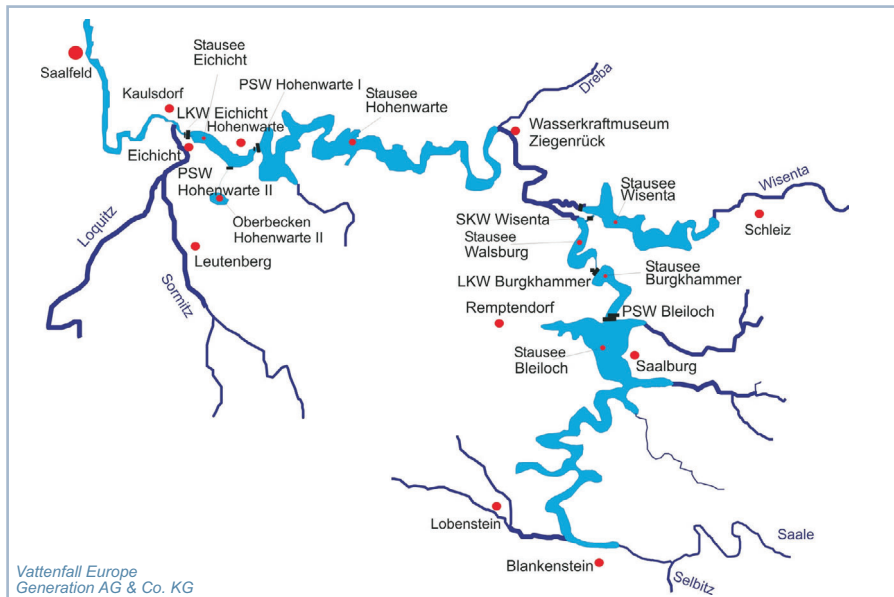 Stausee
Eichicht
Saalfeld
PSW Hohenwarte I
Stausee
Hohenwarte
Kaulsdorf
LKW Eichicht
Hohenwarte
Eichicht
PSW
Hohenwarte II
Oberbecken
Hohenwarte II
Loquitz
Sormitz
Leutenberg
Dreba
Wasserkraftmuseum
Ziegenrück
Stausee
Wisenta
Wisenta
Schleiz
SKW Wisenta
Stausee
Walsburg
Stausee
Burgkhammer
LKW Burgkhammer
Remptendorf
PSW Bleiloch
Stausee
Bleiloch
Saalburg
Lobenstein
Blankenstein
Saale
Selbitz
Vattenfall Europe
Generation AG & Co. KG